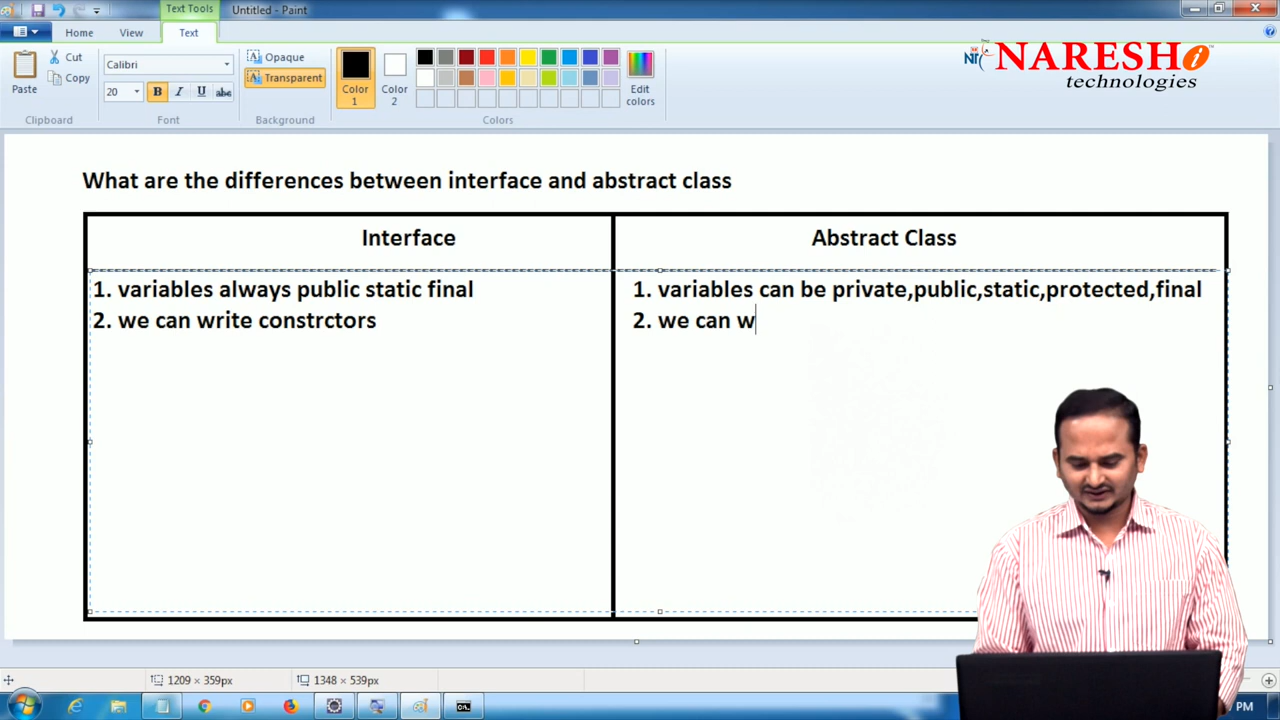 Text Tools
Untitled - Paint
Home
View
Text
Cut
Copy
Paste
Clipboard
Calibri
20
B
I
U
abc
Font
Opaque
Transparent
Background
Color 1
Color 2
Edit colors
Colors
NARESH i
technologies
What are the differences between interface and abstract class
Interface
Abstract Class
1. variables always public static final
2. we can write constrctors
1. variables can be private,public,static,protected,final
2. we can w
1209 × 359px
1348 × 539px
PM